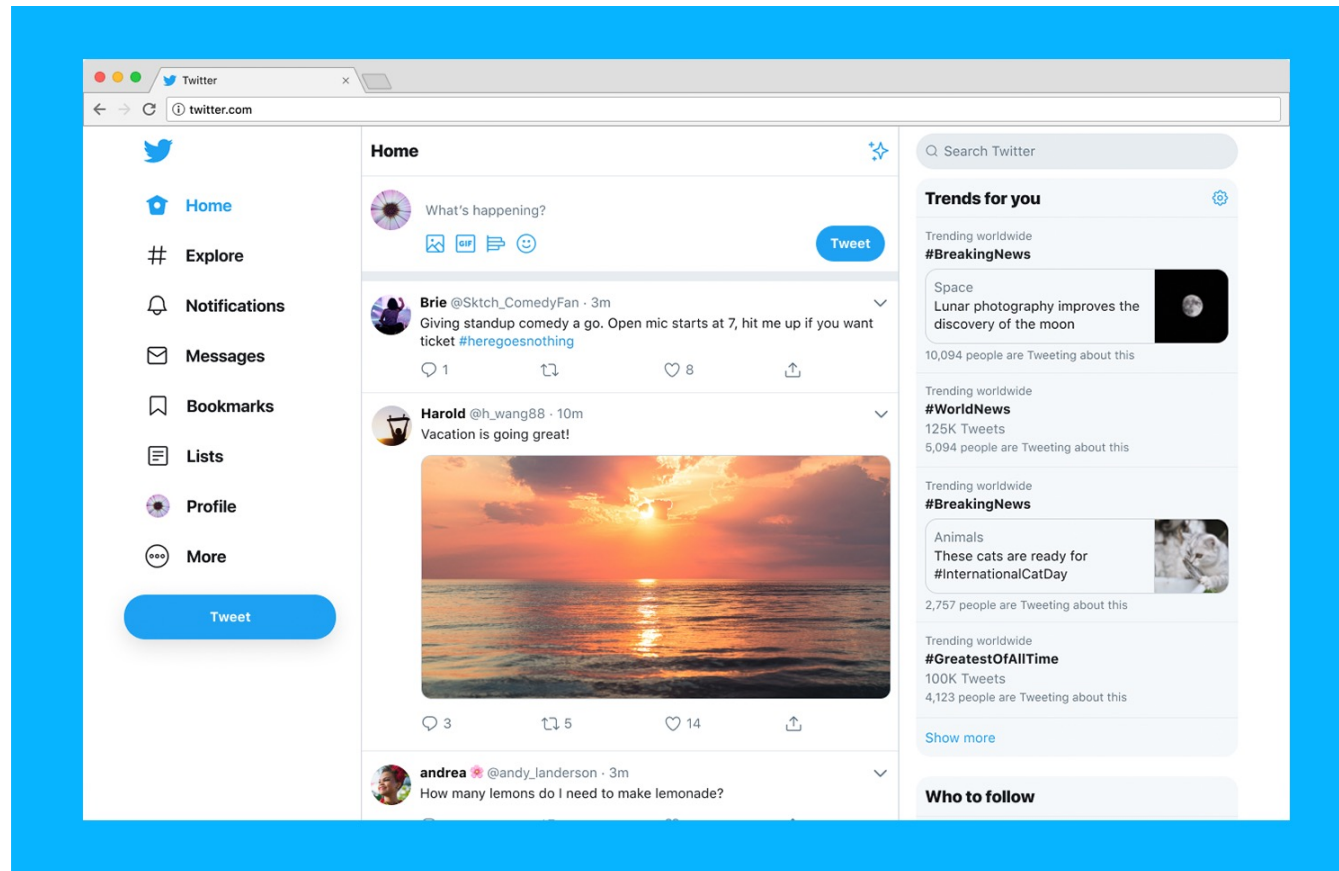 Twitter
twitter.com
Home
Explore
Notifications
Messages
Bookmarks
Lists
Profile
More
Tweet
Home
What's happening?
GIF
Tweet
Brie @Sktch_ComedyFan · 3m
Giving standup comedy a go. Open mic starts at 7, hit me up if you want
ticket #heregoesnothing
1
8
Harold @h_wang88 · 10m
Vacation is going great!
3
5
14
andrea 🌸 @andy_landerson · 3m
How many lemons do I need to make lemonade?
Search Twitter
Trends for you
Trending worldwide
#BreakingNews
Space
Lunar photography improves the
discovery of the moon
10,094 people are Tweeting about this
Trending worldwide
#WorldNews
125K Tweets
5,094 people are Tweeting about this
Trending worldwide
#BreakingNews
Animals
These cats are ready for
#InternationalCatDay
2,757 people are Tweeting about this
Trending worldwide
#GreatestOfAllTime
100K Tweets
4,123 people are Tweeting about this
Show more
Who to follow